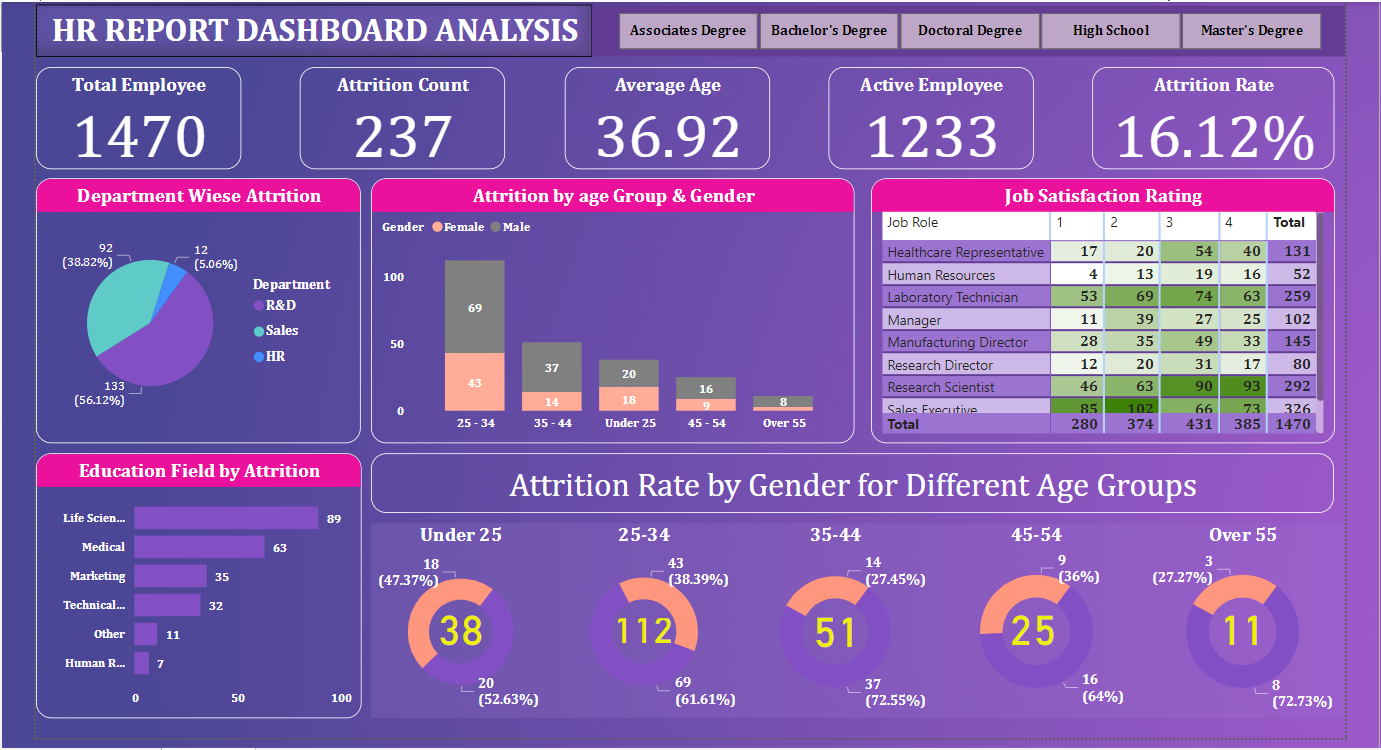 HR REPORT DASHBOARD ANALYSIS
Associates Degree
Bachelor's Degree
Doctoral Degree
High School
Master's Degree
Total Employee
1470
Attrition Count
237
Average Age
36.92
Active Employee
1233
Attrition Rate
16.12%
Department Wiese Attrition
92
(38.82%)
12
(5.06%)
133
(56.12%)
Department
R&D
Sales
HR
Attrition by age Group & Gender
Gender Female Male
100
50
0
69
43
37
14
20
18
16
9
8
25 - 34
35 - 44
Under 25
45 - 54
Over 55
Job Satisfaction Rating
Job Role 1 2 3 4 Total
Healthcare Representative 17 20 54 40 131
Human Resources 4 13 19 16 52
Laboratory Technician 53 69 74 63 259
Manager 11 39 27 25 102
Manufacturing Director 28 35 49 33 145
Research Director 12 20 31 17 80
Research Scientist 46 63 90 93 292
Sales Executive 85 102 66 73 326
Total 280 374 431 385 1470
Education Field by Attrition
Life Scien... 89
Medical 63
Marketing 35
Technical... 32
Other 11
Human R... 7
0 50 100
Attrition Rate by Gender for Different Age Groups
Under 25
18
(47.37%)
38
20
(52.63%)
25-34
43
(38.39%)
112
69
(61.61%)
35-44
14
(27.45%)
51
37
(72.55%)
45-54
9
(36%)
25
16
(64%)
Over 55
3
(27.27%)
11
8
(72.73%)